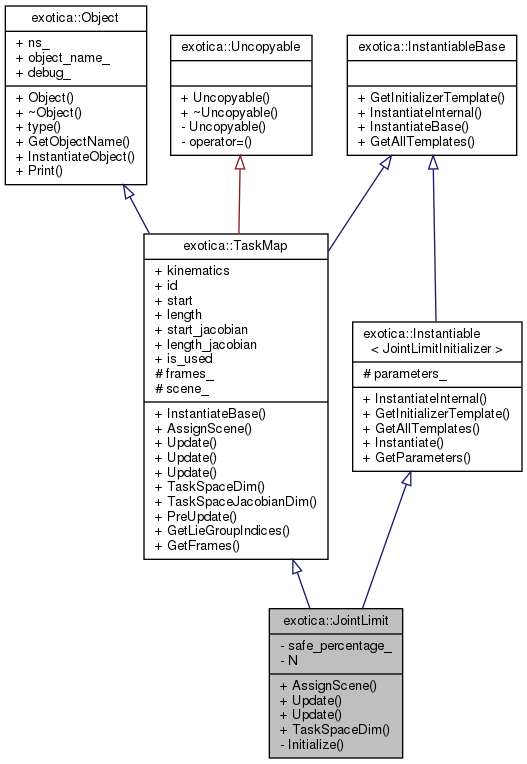 exotica::Object
+ ns_
+ object_name_
+ debug_
+ Object()
+ ~Object()
+ type()
+ GetObjectName()
+ InstantiateObject()
+ Print()
exotica::Uncopyable
+ Uncopyable()
+ ~Uncopyable()
- Uncopyable()
- operator=()
exotica::InstantiableBase
+ GetInitializerTemplate()
+ InstantiateInternal()
+ InstantiateBase()
+ GetAllTemplates()
exotica::TaskMap
+ kinematics
+ id
+ start
+ length
+ start_jacobian
+ length_jacobian
+ is_used
# frames_
# scene_
+ InstantiateBase()
+ AssignScene()
+ Update()
+ Update()
+ Update()
+ TaskSpaceDim()
+ TaskSpaceJacobianDim()
+ PreUpdate()
+ GetLieGroupIndices()
+ GetFrames()
exotica::Instantiable
< JointLimitInitializer >
# parameters_
+ InstantiateInternal()
+ GetInitializerTemplate()
+ GetAllTemplates()
+ Instantiate()
+ GetParameters()
exotica::JointLimit
- safe_percentage_
- N
+ AssignScene()
+ Update()
+ Update()
+ TaskSpaceDim()
- Initialize()